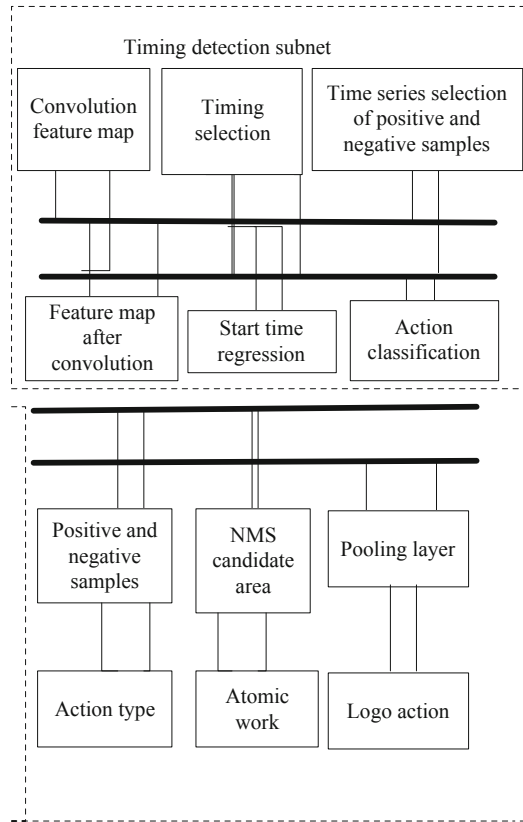 Timing detection subnet
Convolution
feature map
Timing
selection
Time series selection
of positive and
negative samples
Feature map
after
convolution
Start time
regression
Action
classification
Positive and
negative
samples
NMS
candidate
area
Pooling layer
Action type
Atomic
work
Logo action